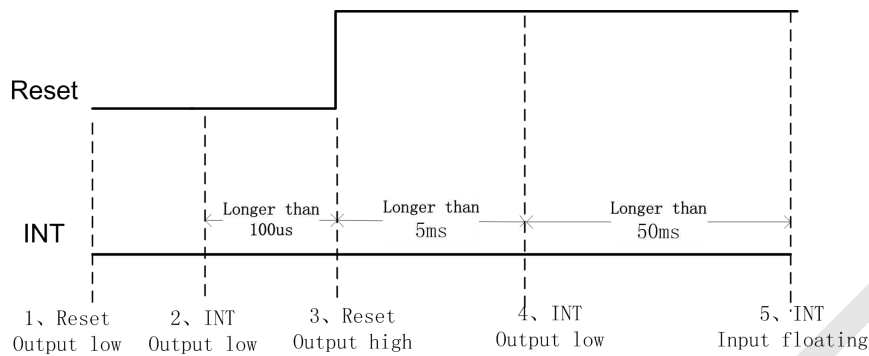 Reset
Longer than
100us
Longer than
5ms
Longer than
50ms
INT
1、Reset
Output low
2、INT
Output low
3、Reset
Output high
4、INT
Output low
5、INT
Input floating